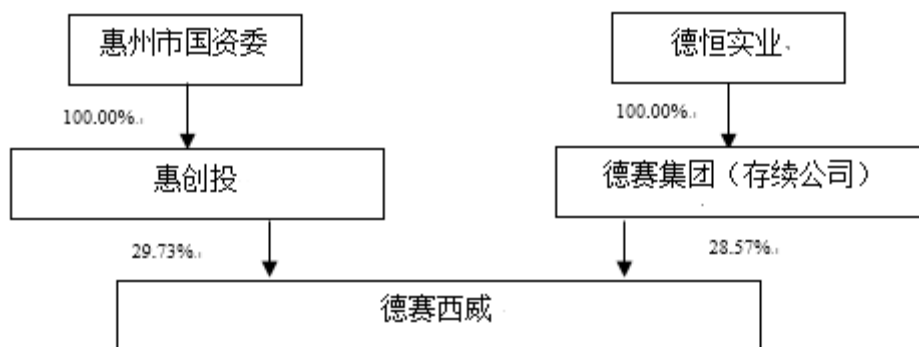 惠州市国资委
德恒实业
100.00%
100.00%
惠创投
德赛集团（存续公司）
29.73%
28.57%
德赛西威